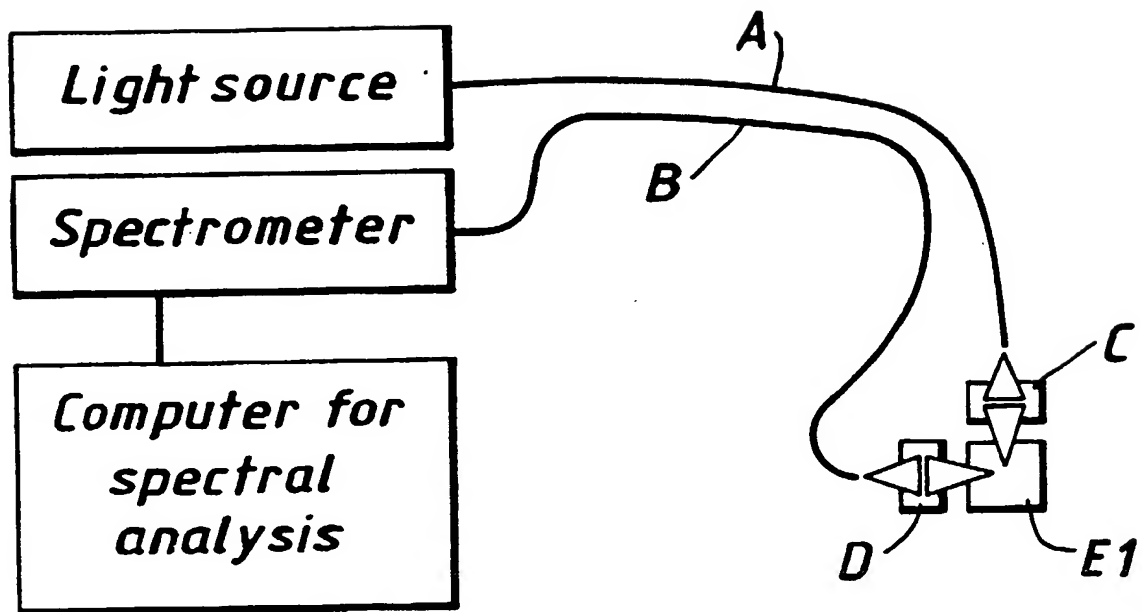 Light source
Spectrometer
Computer for
spectral
analysis
A
B
C
D
E1